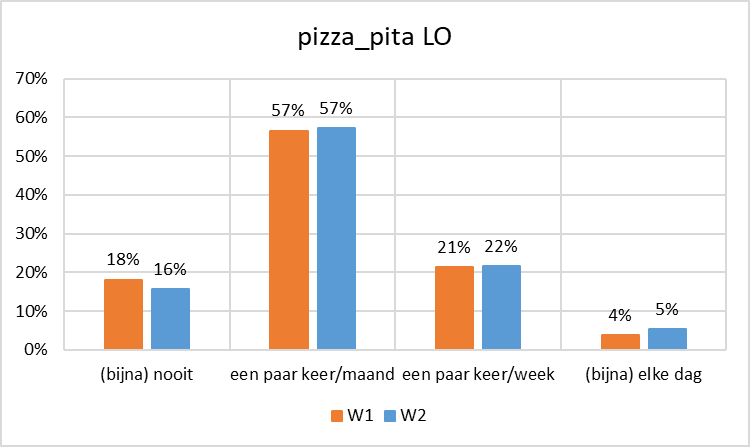 pizza_pita LO
70%
60%
50%
40%
30%
20%
10%
0%
18%
16%
57%
57%
21%
22%
4%
5%
(bijna) nooit
een paar keer/maand
een paar keer/week
(bijna) elke dag
W1
W2